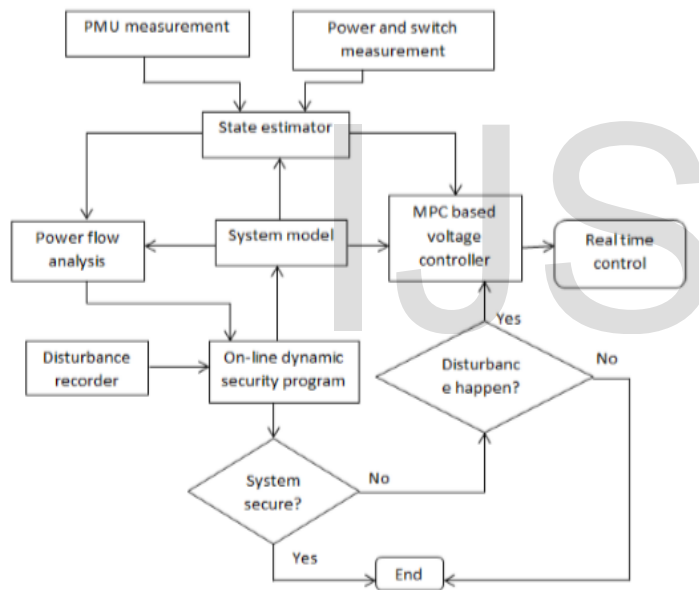 PMU measurement
Power and switch
measurement
State estimator
IJS
Power flow
analysis
System model
MPC based
voltage
controller
Real time
control
Disturbance
recorder
On-line dynamic
security program
Yes
Disturbanc
e happen?
No
System
secure?
No
Yes
End